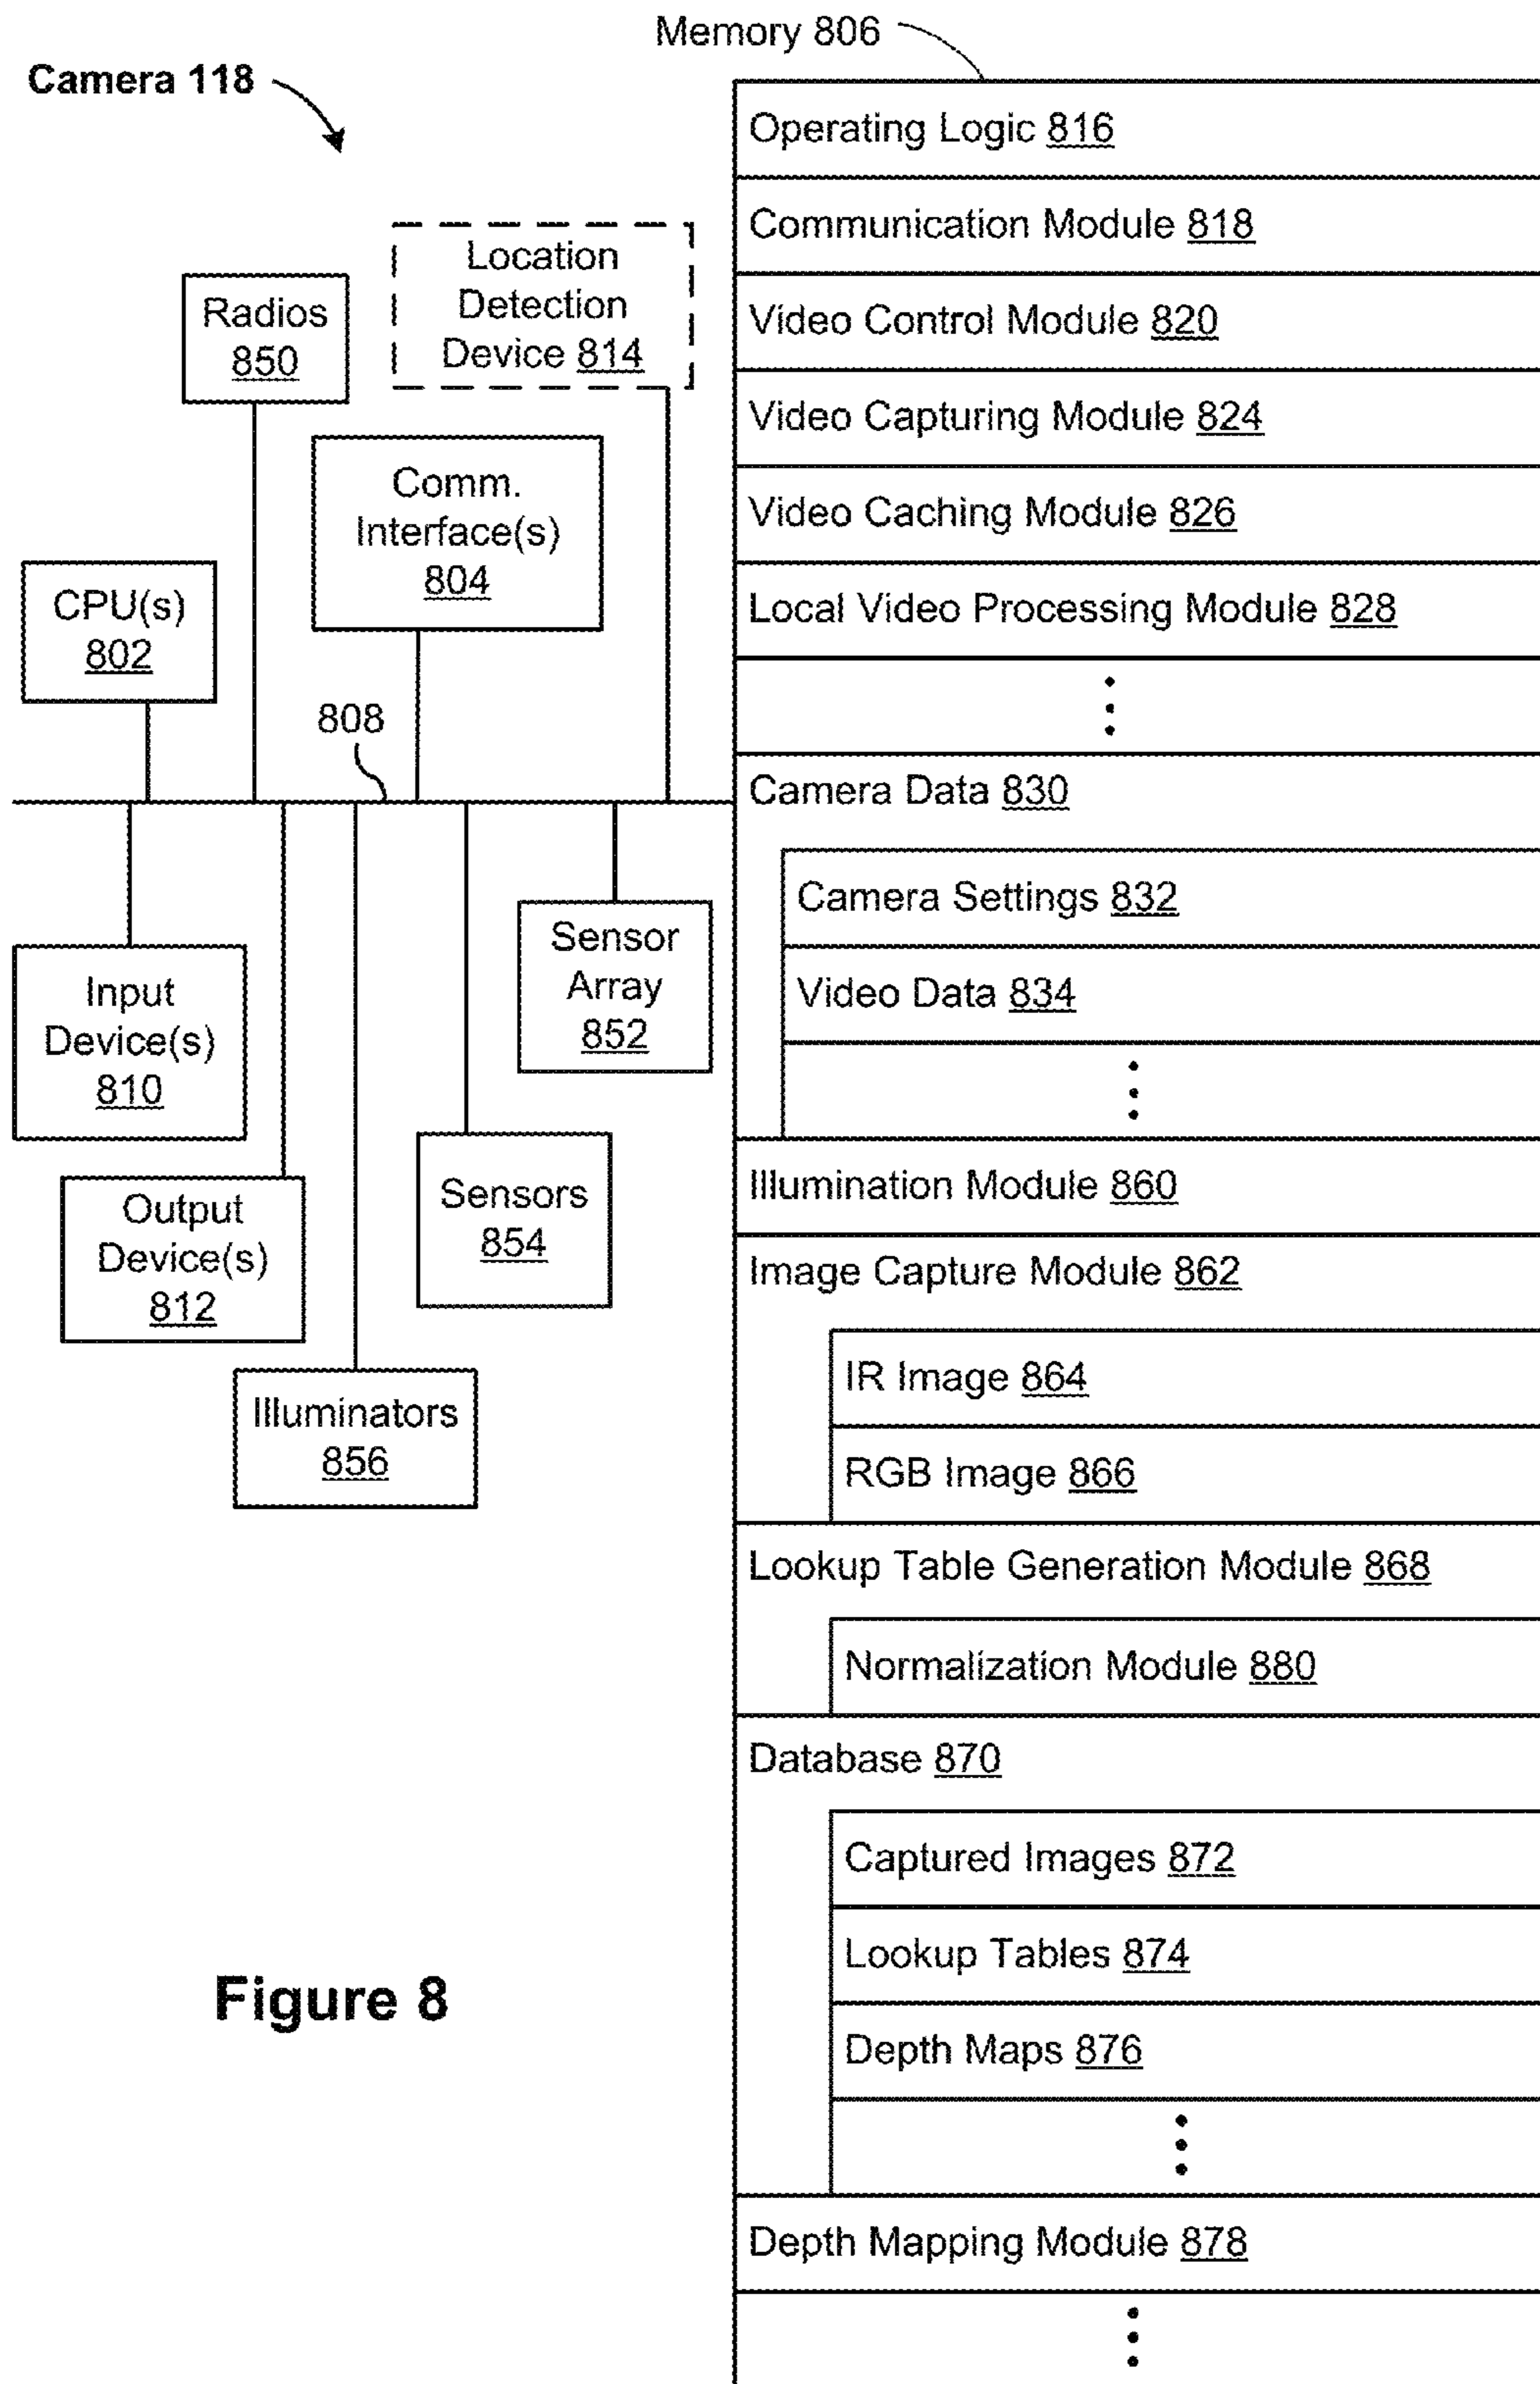 Memory 806
Camera 118
Location
Detection
Device 814
Radios
850
Comm.
Interface(s)
804
CPU(s)
802
808
Sensor
Array
852
Input
Device(s)
810
Sensors
854
Output
Device(s)
812
Illuminators
856
Operating Logic 816
Communication Module 818
Video Control Module 820
Video Capturing Module 824
Video Caching Module 826
Local Video Processing Module 828
Camera Data 830
Camera Settings 832
Video Data 834
Illumination Module 860
Image Capture Module 862
IR Image 864
RGB Image 866
Lookup Table Generation Module 868
Normalization Module 880
Database 870
Captured Images 872
Lookup Tables 874
Depth Maps 876
Depth Mapping Module 878
Figure 8